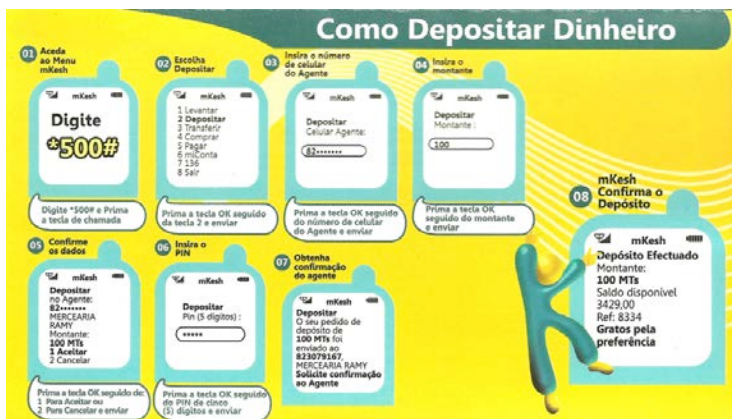 Como Depositar Dinheiro
01 Aceda
ao Menu
mKesh
mKesh
Digite
*500#
Digite *500# e Prima
a tecla de chamada
02 Escolha
Depositar
mKesh
1 Levantar
2 Depositar
3 Transferir
4 Comprar
5 Pagar
6 miConta
7 136
8 Sair
Prima a tecla OK seguido
da tecla 2 e enviar
03 Insira o número
de celular
do Agente
mKesh
Depositar
Celular Agente:
82•••••••
Prima a tecla OK seguido
do número de celular
do Agente e enviar
04 Insira o
montante
mKesh
Depositar
Montante :
100
Prima a tecla OK
seguido do montante
e enviar
05 Confirme
os dados
mKesh
Depositar
no Agente:
82•••••••
MERCEARIA
RAMY
Montante:
100 MTs
1 Aceitar
2 Cancelar
Prima a tecla OK seguido de:
1 Para Aceitar ou
2 Para Cancelar e enviar
06 Insira o
PIN
mKesh
Depositar
Pin (5 digitos) :
•••••
Prima a tecla OK seguido
do PIN de cinco
(5) digitos e enviar
07 Obtenha
confirmação
do agente
mKesh
Depositar
O seu pedido de
depósito de
100 MTs foi
enviado ao
823079167,
MERCEARIA RAMY
Solicite confirmação
ao Agente
08 mKesh
Confirma o
Depósito
mKesh
Depósito Efectuado
Montante:
100 MTs
Saldo disponível
3429,00
Ref: 8334
Gratos pela
preferência